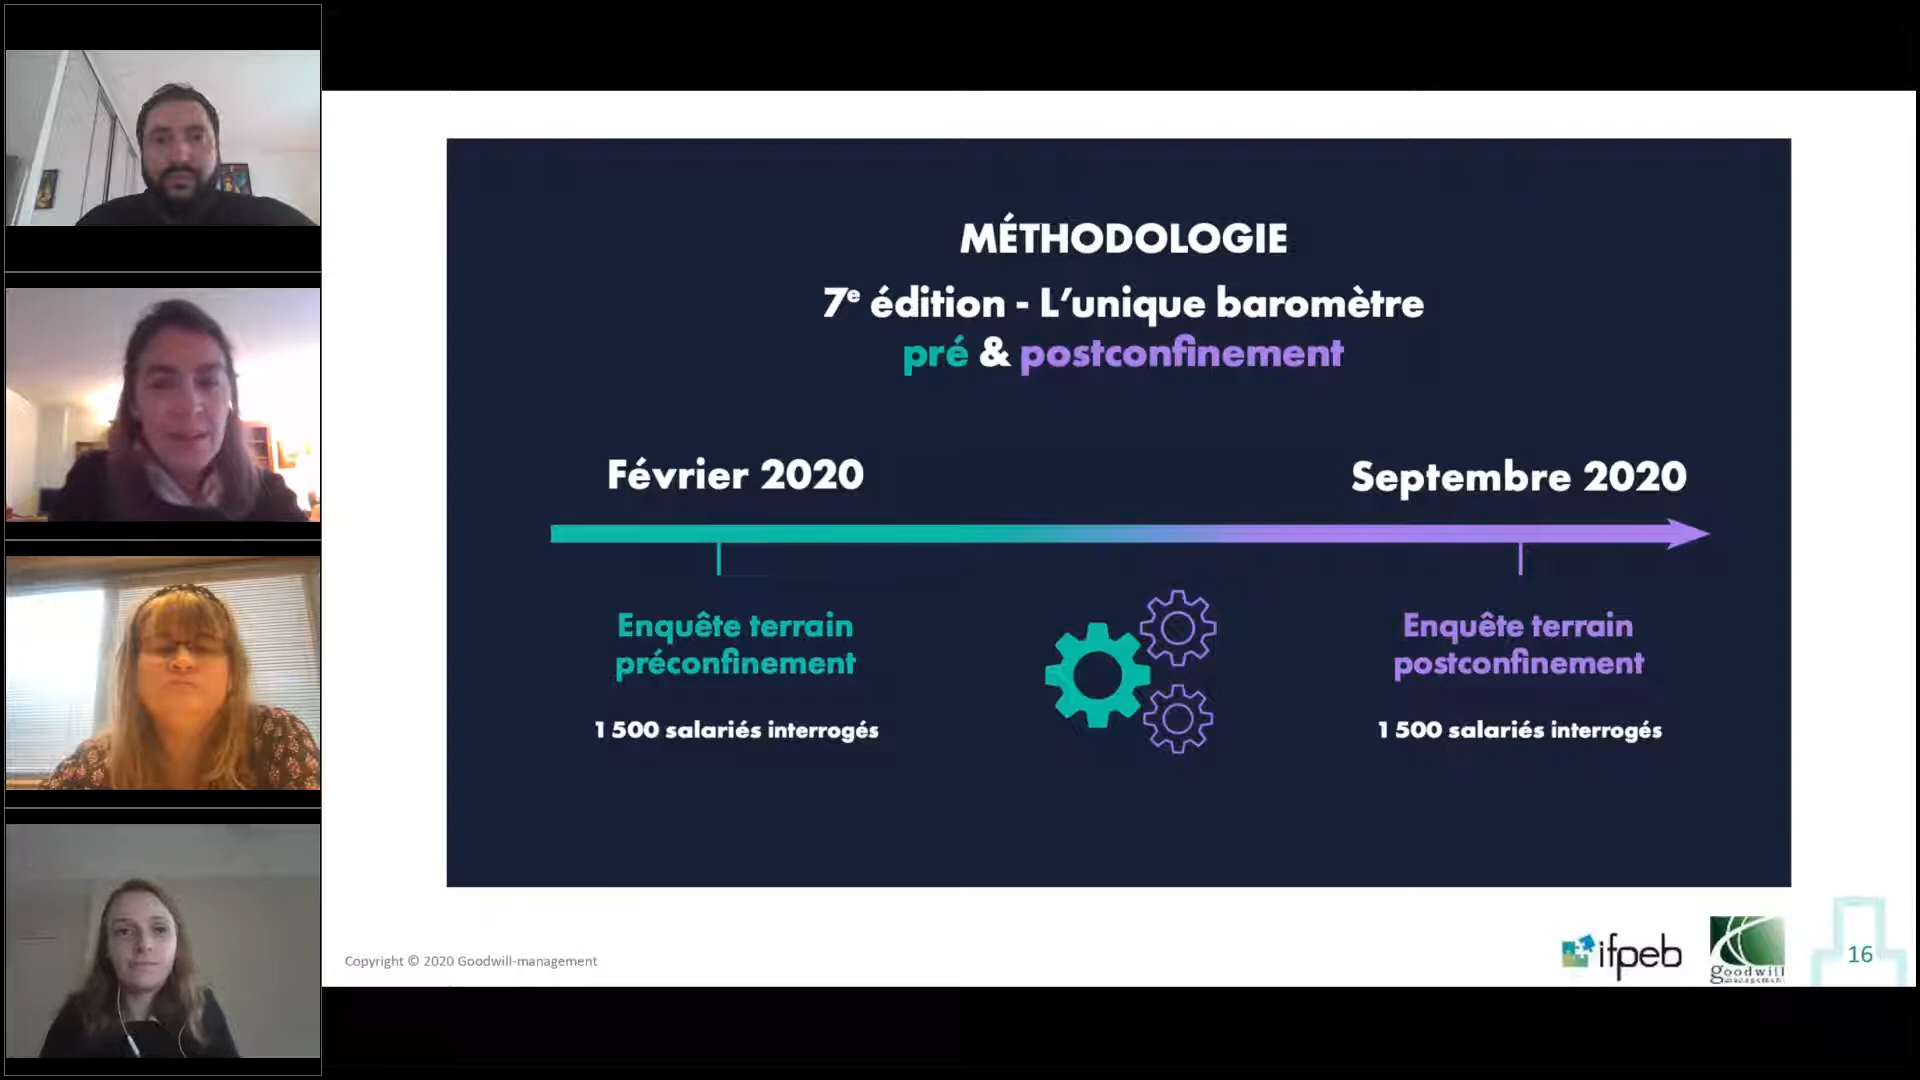 MÉTHODOLOGIE
7e édition - L'unique baromètre
pré & postconfinement
Février 2020
Septembre 2020
Enquête terrain
préconfinement
1 500 salariés interrogés
Enquête terrain
postconfinement
1 500 salariés interrogés
Copyright © 2020 Goodwill-management
ifpeb
goodwill
management
16